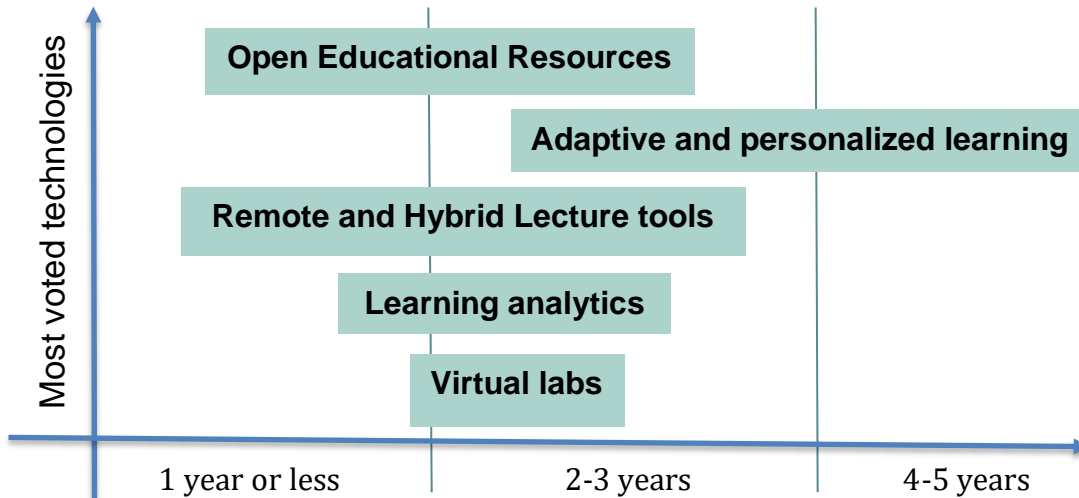 Most voted technologies
Open Educational Resources
Adaptive and personalized learning
Remote and Hybrid Lecture tools
Learning analytics
Virtual labs
1 year or less
2-3 years
4-5 years